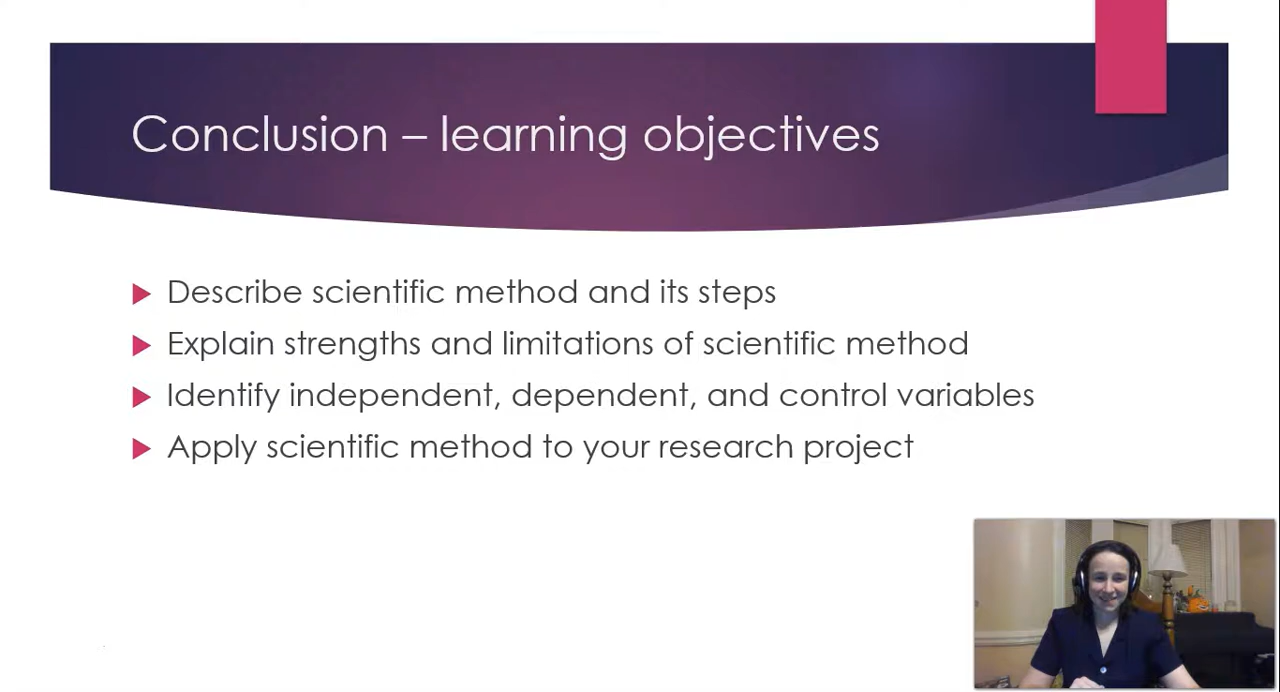 Conclusion – learning objectives
Describe scientific method and its steps
Explain strengths and limitations of scientific method
Identify independent, dependent, and control variables
Apply scientific method to your research project